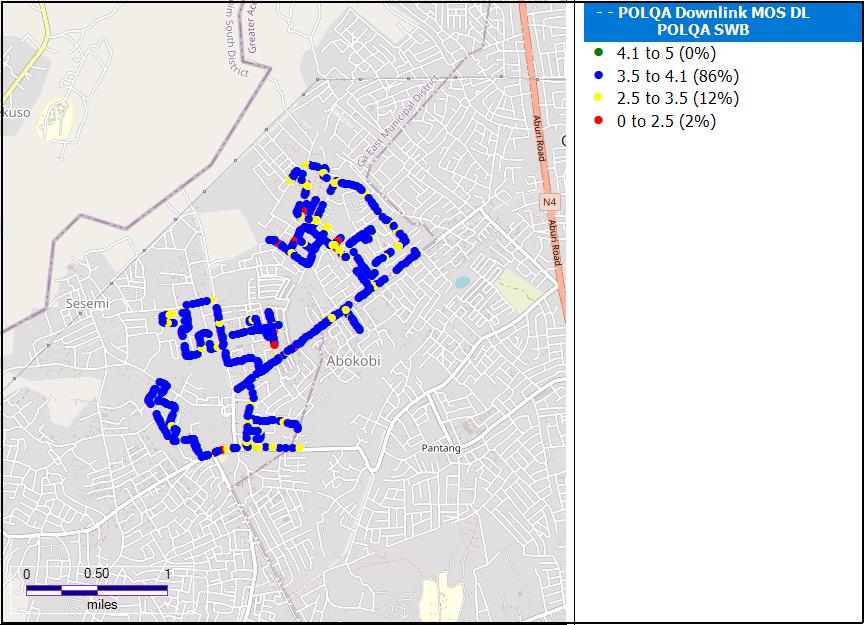 om South District
Greater Ac
kuso
Ga East Municipal District
Aburi Road
N4
Aburi Road
Sesemi
Abokobi
Pantang
0 0.50 1
miles
- - POLQA Downlink MOS DL
POLQA SWB
4.1 to 5 (0%)
3.5 to 4.1 (86%)
2.5 to 3.5 (12%)
0 to 2.5 (2%)